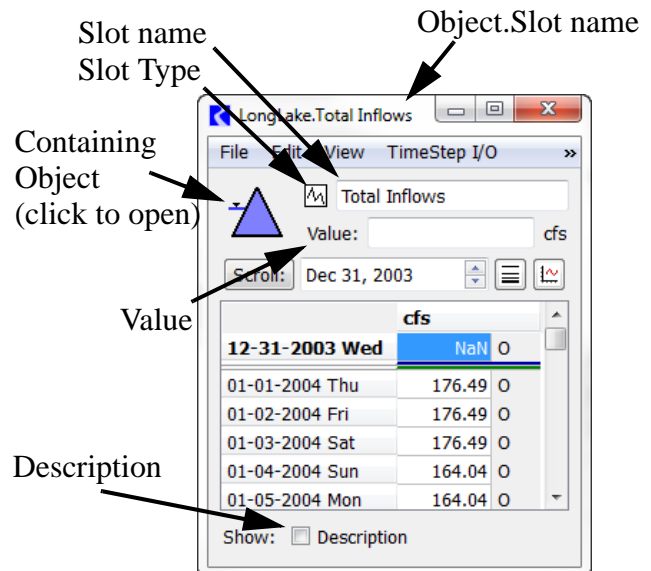 Object.Slot name
Slot name
Slot Type
LongLake.Total Inflows
Containing
Object
(click to open)
File Edit View TimeStep I/O »
Total Inflows
Value: cfs
Scroll: Dec 31, 2003
Value
cfs
12-31-2003 Wed NaN O
01-01-2004 Thu 176.49 O
01-02-2004 Fri 176.49 O
01-03-2004 Sat 176.49 O
01-04-2004 Sun 164.04 O
01-05-2004 Mon 164.04 O
Description
Show: Description